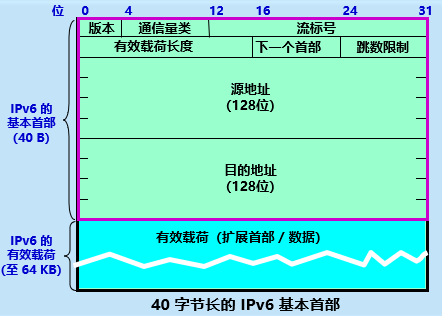 位 0 4 12 16 24 31
版本 通信量类 流标号
有效载荷长度 下一个首部 跳数限制
源地址
(128位)
IPv6 的
基本首部
(40 B)
目的地址
(128位)
IPv6 的
有效载荷
(至 64 KB)
有效载荷 (扩展首部 / 数据)
40 字节长的 IPv6 基本首部